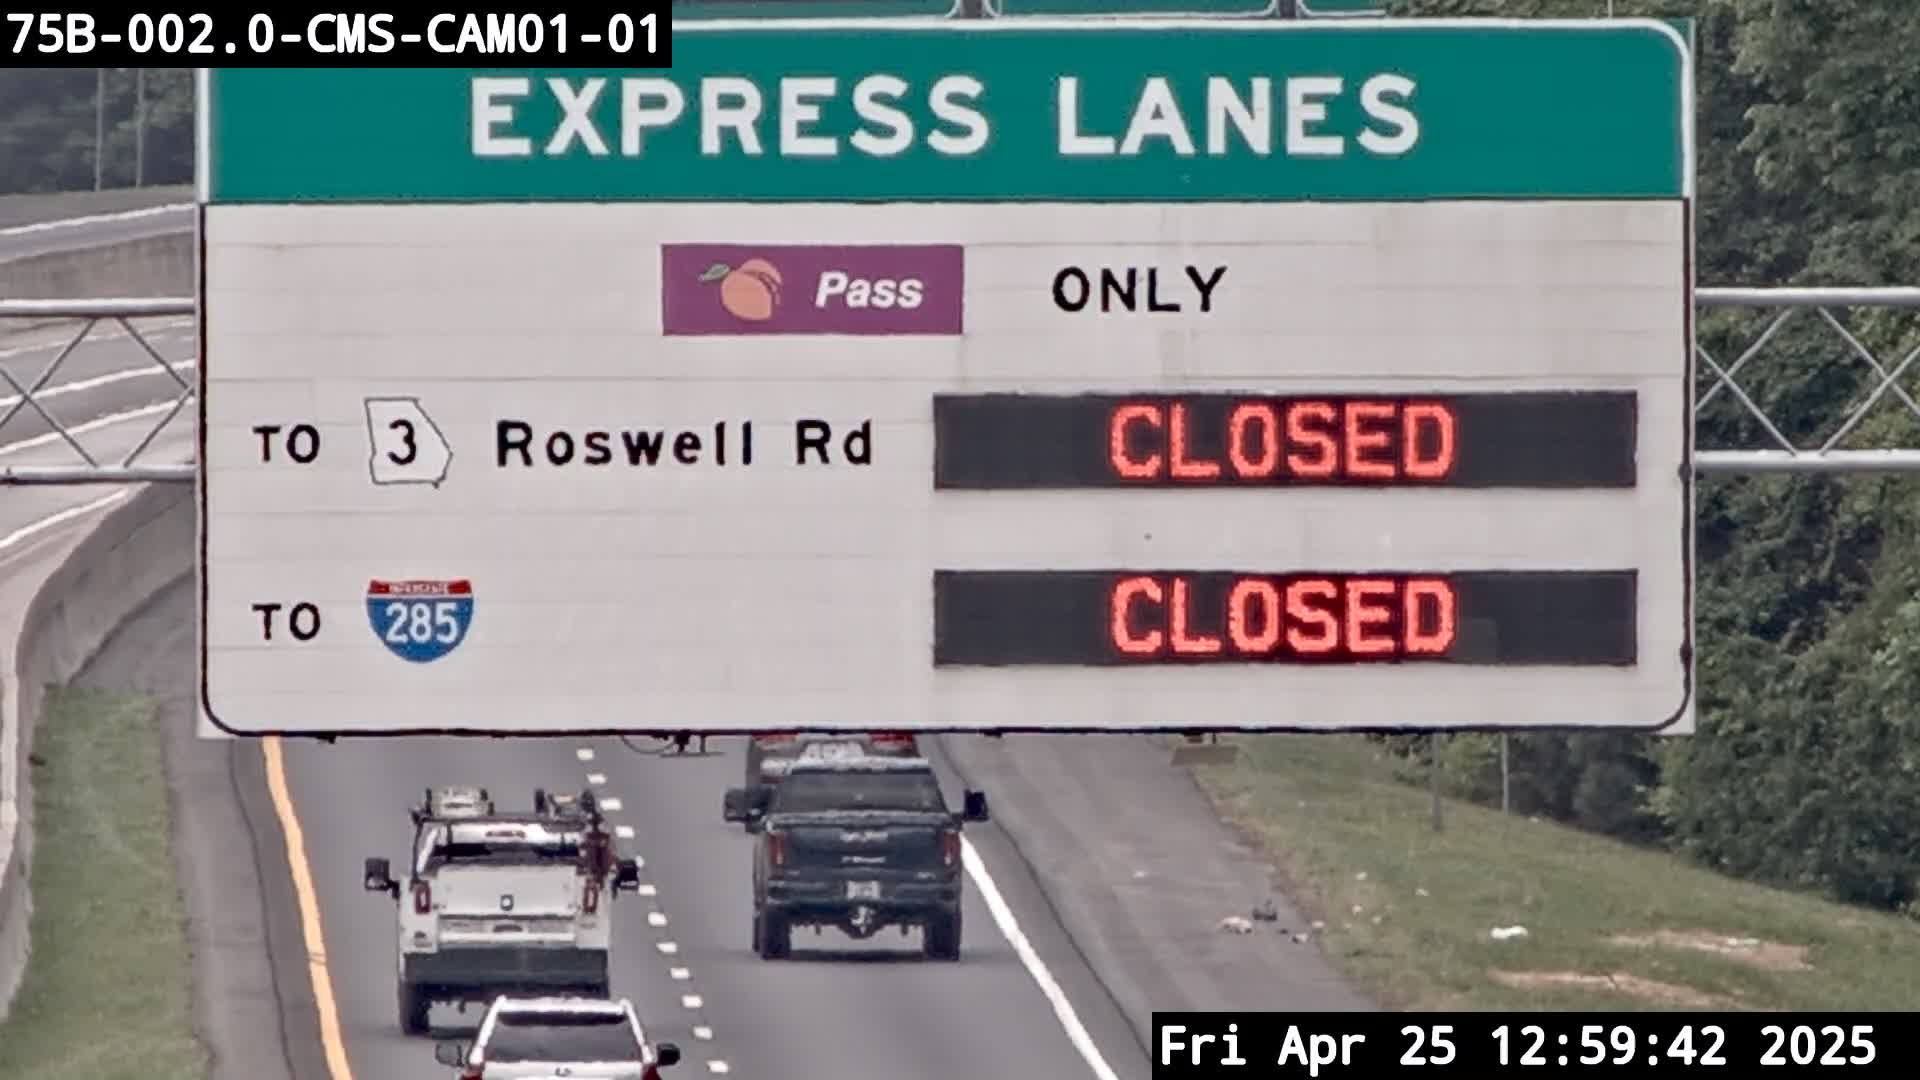 75B-002.0-CMS-CAM01-01
EXPRESS LANES
Pass ONLY
TO 3 Roswell Rd CLOSED
TO INTERSTATE 285 CLOSED
Fri Apr 25 12:59:42 2025